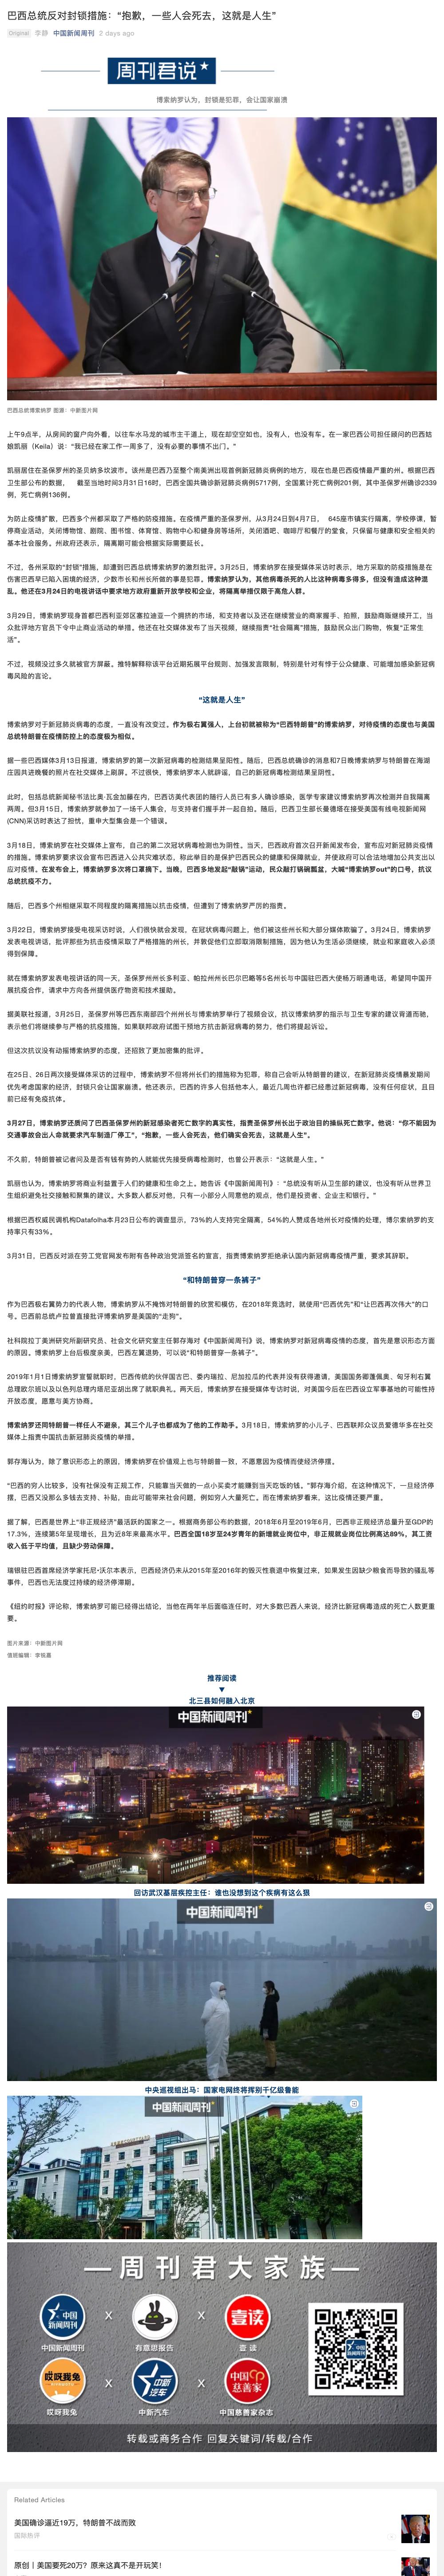 巴西总统反对封锁措施：“抱歉，一些人会死去，这就是人生”
Original 李静 中国新闻周刊 2 days ago
周刊君说
博索纳罗认为，封锁是犯罪，会让国家崩溃
巴西总统博索纳罗 图源：中新图片网
上午9点半，从房间的窗户向外看，以往车水马龙的城市主干道上，现在却空空如也，没有人，也没有车。在一家巴西公司担任顾问的巴西姑
娘凯丽（Keila）说：“我已经在家工作一周多了，没有必要的事情不出门。”
凯丽居住在圣保罗州的圣贝纳多坎波市。该州是巴西乃至整个南美洲出现首例新冠肺炎病例的地方，现在也是巴西疫情最严重的州。根据巴西
卫生部公布的数据， 截至当地时间3月31日16时，巴西全国共确诊新冠肺炎病例5717例，全国累计死亡病例201例，其中圣保罗州确诊2339
例，死亡病例136例。
为防止疫情扩散，巴西多个州都采取了严格的防疫措施。在疫情严重的圣保罗州，从3月24日到4月7日， 645座市镇实行隔离，学校停课，暂
停商业活动，关闭博物馆、剧院、图书馆、体育馆、购物中心和健身房等场所，关闭酒吧、咖啡厅和餐厅的堂食，只保留与健康和安全相关的
基本社会服务。州政府还表示，隔离期可能会根据实际需要延长。
不过，各州采取的“封锁”措施，却遭到巴西总统博索纳罗的激烈批评。3月25日，博索纳罗在接受媒体采访时表示，地方采取的防疫措施是在
伤害巴西早已陷入困境的经济，少数市长和州长所做的事是犯罪。博索纳罗认为，其他病毒杀死的人比这种病毒多得多，但没有造成这种混
乱。他还在3月24日的电视讲话中要求地方政府重新开放学校和企业，将隔离举措仅限于高危人群。
3月29日，博索纳罗现身首都巴西利亚郊区塞拉迪亚一个拥挤的市场，和支持者以及还在继续营业的商家握手、拍照，鼓励商贩继续开工，当
众批评地方官员下令中止商业活动的举措。他还在社交媒体发布了当天视频，继续指责“社会隔离”措施，鼓励民众出门购物，恢复“正常生
活”。
不过，视频没过多久就被官方屏蔽。推特解释称该平台近期拓展平台规则、加强发言限制，特别是针对有悖于公众健康、可能增加感染新冠病
毒风险的言论。
“这就是人生”
博索纳罗对于新冠肺炎病毒的态度，一直没有改变过。作为极右翼强人，上台初就被称为“巴西特朗普”的博索纳罗，对待疫情的态度也与美国
总统特朗普在疫情防控上的态度极为相似。
据一些巴西媒体3月13日报道，博索纳罗的第一次新冠病毒的检测结果呈阳性。随后，巴西总统确诊的消息和7日晚博索纳罗与特朗普在海湖
庄园共进晚餐的照片在社交媒体上刷屏。不过很快，博索纳罗本人就辟谣，自己的新冠病毒检测结果呈阴性。
此时，包括总统新闻秘书法比奥·瓦金加滕在内，巴西访美代表团的随行人员已有多人确诊感染，医学专家建议博索纳罗再次检测并自我隔离
两周。但3月15日，博索纳罗就参加了一场千人集会，与支持者们握手并一起自拍。随后，巴西卫生部长曼德塔在接受美国有线电视新闻网
(CNN)采访时表达了担忧，重申大型集会是一个错误。
3月18日，博索纳罗在社交媒体上宣布，自己的第二次冠状病毒检测也为阴性。当天，巴西政府首次召开新闻发布会，宣布应对新冠肺炎疫情
的措施。博索纳罗要求议会宣布巴西进入公共灾难状态，称此举目的是保护巴西民众的健康和保障就业，并使政府可以合法地增加公共支出以
应对疫情。在发布会上，博索纳罗多次将口罩摘下。当晚，巴西多地发起“敲锅”运动，民众敲打锅碗瓢盆，大喊“博索纳罗out”的口号，抗议
总统抗疫不力。
随后，巴西多个州相继采取不同程度的隔离措施以抗击疫情，但遭到了博索纳罗严厉的指责。
3月22日，博索纳罗接受电视采访时说，人们很快就会发现，在冠状病毒问题上，他们被这些州长和大部分媒体欺骗了。3月24日，博索纳罗
发表电视讲话，批评那些为抗击疫情采取了严格措施的州长，并敦促他们立即取消限制措施，因为他认为生活必须继续，就业和家庭收入必须
得到保障。
就在博索纳罗发表电视讲话的同一天，圣保罗州州长多利亚、帕拉州州长巴尔巴略等5名州长与中国驻巴西大使杨万明通电话，希望同中国开
展抗疫合作，请求中方向各州提供医疗物资和技术援助。
据美联社报道，3月25日，圣保罗州等巴西东南部四个州州长与博索纳罗举行了视频会议，抗议博索纳罗的指示与卫生专家的建议背道而驰，
表示他们将继续参与严格的抗疫措施，如果联邦政府试图干预地方抗击新冠病毒的努力，他们将提起诉讼。
但这次抗议没有动摇博索纳罗的态度，还招致了更加密集的批评。
在25日、26日两次接受媒体采访的过程中，博索纳罗不但将州长们的措施称为犯罪，称自己会听从特朗普的建议，在新冠肺炎疫情暴发期间
优先考虑国家的经济，封锁只会让国家崩溃。他还表示，巴西的许多人包括他本人，最近几周也许都已经患过新冠病毒，没有任何症状，且目
前已经有免疫抗体。
3月27日，博索纳罗还质问了巴西圣保罗州的新冠感染者死亡数字的真实性，指责圣保罗州长出于政治目的操纵死亡数字。他说：“你不能因为
交通事故会出人命就要求汽车制造厂停工”，“抱歉，一些人会死去，他们确实会死去，这就是人生”。
不久前，特朗普被记者问及是否有钱有势的人就能优先接受病毒检测时，也曾公开表示：“这就是人生。”
凯丽也认为，博索纳罗将商业利益置于人们的健康和生命之上。她告诉《中国新闻周刊》：“总统没有听从卫生部的建议，也没有听从世界卫
生组织避免社交接触和聚集的建议。大多数人都反对他，只有一小部分人同意他的观点，他们是投资者、企业主和银行。”
根据巴西权威民调机构Datafolha本月23日公布的调查显示，73%的人支持完全隔离，54%的人赞成各地州长对疫情的处理，博尔索纳罗的支
持率只有33%。
3月31日，巴西反对派在劳工党官网发布附有各种政治党派签名的宣言，指责博索纳罗拒绝承认国内新冠病毒疫情严重，要求其辞职。
“和特朗普穿一条裤子”
作为巴西极右翼势力的代表人物，博索纳罗从不掩饰对特朗普的欣赏和模仿，在2018年竞选时，就使用“巴西优先”和“让巴西再次伟大”的口
号。巴西前总统卢拉曾直接批评博索纳罗是美国的“走狗”。
社科院拉丁美洲研究所副研究员、社会文化研究室主任郭存海对《中国新闻周刊》说，博索纳罗对新冠病毒疫情的态度，首先是意识形态方面
的原因。博索纳罗上台后极度亲美，巴西左翼退势，可以说“和特朗普穿一条裤子”。
2019年1月1日博索纳罗宣誓就职时，巴西传统的伙伴国古巴、委内瑞拉、尼加拉瓜的代表并没有获得邀请，美国国务卿蓬佩奥、匈牙利右翼
总理欧尔班以及以色列总理内塔尼亚胡出席了就职典礼。两天后，博索纳罗在接受媒体专访时说，对美国今后在巴西设立军事基地的可能性持
开放态度，愿意与美方协商。
博索纳罗还同特朗普一样任人不避亲，其三个儿子也都成为了他的工作助手。3月18日，博索纳罗的小儿子、巴西联邦众议员爱德华多在社交
媒体上指责中国抗击新冠肺炎疫情的举措。
郭存海认为，除了意识形态上的原因，博索纳罗在价值观上也与特朗普一致，不愿意因为疫情而使经济停摆。
“巴西的穷人比较多，没有社保没有正规工作，只能靠当天做的一点小买卖才能赚到当天吃饭的钱。”郭存海介绍，在这种情况下，一旦经济停
摆，巴西又没那么多钱去支持、补贴，由此可能带来社会问题，例如穷人大量死亡。而在博索纳罗看来，这比疫情还要严重。
据了解，巴西是世界上“非正规经济”最活跃的国家之一。根据商务部公布的数据，2018年6月至2019年6月，巴西非正规经济总量升至GDP的
17.3%，连续第5年呈现增长，且为近8年来最高水平。巴西全国18岁至24岁青年的新增就业岗位中，非正规就业岗位比例高达89%，其工资
收入低于平均值，且缺少劳动保障。
瑞银驻巴西首席经济学家托尼·沃尔本表示，巴西经济仍未从2015年至2016年的毁灭性衰退中恢复过来，如果发生因缺少粮食而导致的骚乱等
事件，巴西也无法度过持续的经济停滞期。
《纽约时报》评论称，博索纳罗可能已经得出结论，当他在两年半后面临连任时，对大多数巴西人来说，经济比新冠病毒造成的死亡人数更重
要。
图片来源：中新图片网
值班编辑：李栎嘉
推荐阅读
▼
北三县如何融入北京
中国新闻周刊
回访武汉基层疾控主任：谁也没想到这个疾病有这么狠
中国新闻周刊
中央巡视组出马：国家电网终将挥别千亿级鲁能
中国新闻周刊
—周刊君大家族—
中国新闻周刊 X 有意思报告 X 壹读
哎呀我兔 中新汽车 中国慈善家杂志
转载或商务合作 回复关键词/转载/合作
Related Articles
美国确诊逼近19万，特朗普不战而败
国际热评
原创丨美国要死20万？原来这真不是开玩笑！